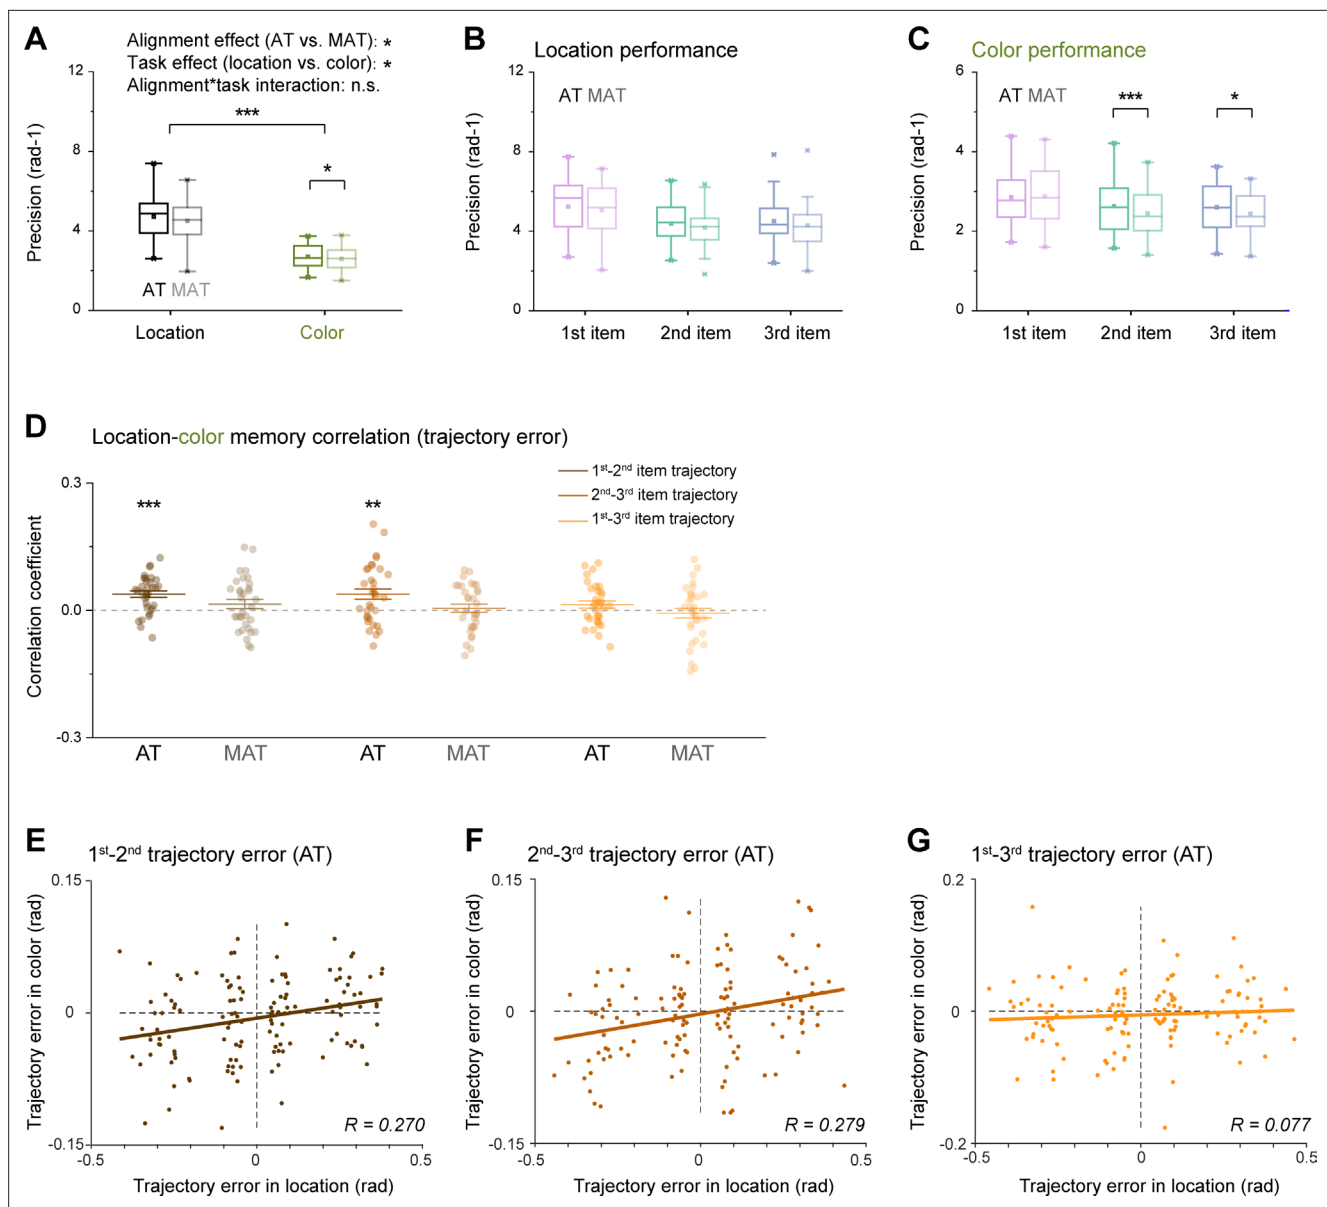 A
Alignment effect (AT vs. MAT): *
Task effect (location vs. color): *
Alignment*task interaction: n.s.
Precision (rad-1)
12
8
4
0
***
*
AT MAT
Location
Color
B
Location performance
Precision (rad-1)
12
8
4
0
AT MAT
1st item
2nd item
3rd item
C
Color performance
Precision (rad-1)
6
4
2
0
AT MAT
***
*
1st item
2nd item
3rd item
D
Location-color memory correlation (trajectory error)
1st-2nd item trajectory
2nd-3rd item trajectory
1st-3rd item trajectory
Correlation coefficient
0.3
0.0
-0.3
***
**
AT
MAT
AT
MAT
AT
MAT
E
1st-2nd trajectory error (AT)
Trajectory error in color (rad)
0.15
0
-0.15
R = 0.270
-0.5
0
0.5
Trajectory error in location (rad)
F
2nd-3rd trajectory error (AT)
Trajectory error in color (rad)
0.15
0
-0.15
R = 0.279
-0.5
0
0.5
Trajectory error in location (rad)
G
1st-3rd trajectory error (AT)
Trajectory error in color (rad)
0.2
0
-0.2
R = 0.077
-0.5
0
0.5
Trajectory error in location (rad)